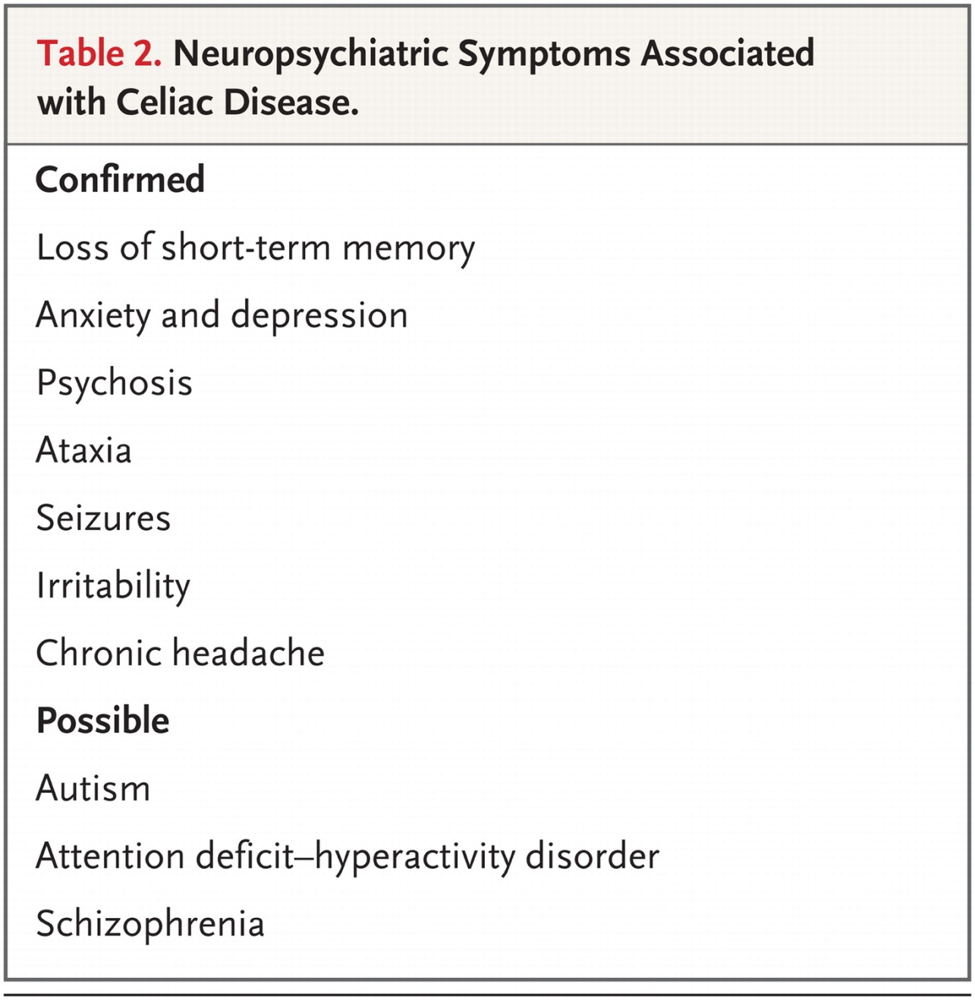 Table 2. Neuropsychiatric Symptoms Associated
with Celiac Disease.
Confirmed
Loss of short-term memory
Anxiety and depression
Psychosis
Ataxia
Seizures
Irritability
Chronic headache
Possible
Autism
Attention deficit–hyperactivity disorder
Schizophrenia